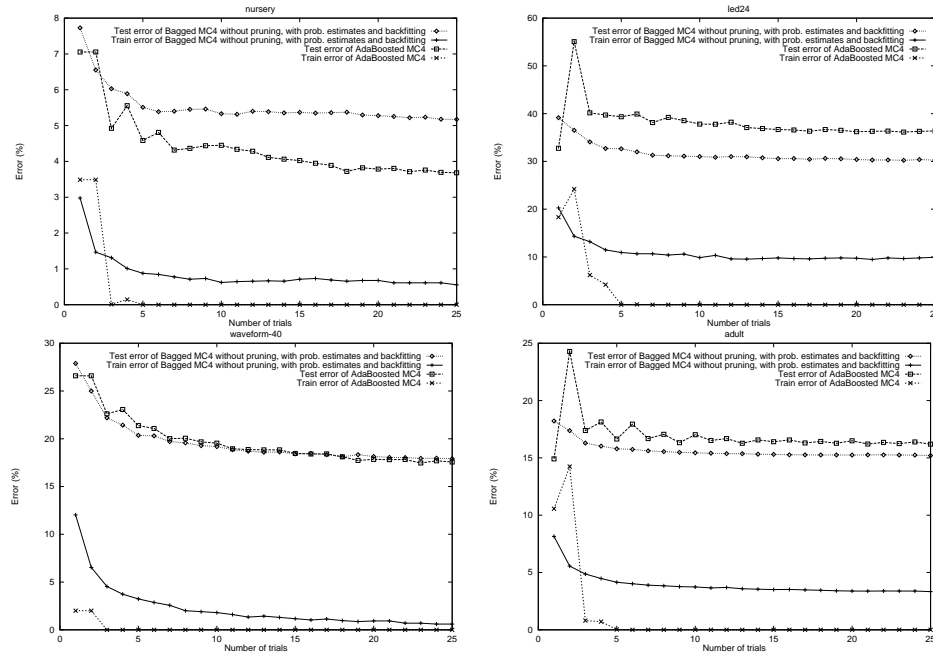 nursery
Test error of Bagged MC4 without pruning, with prob. estimates and backfitting
Train error of Bagged MC4 without pruning, with prob. estimates and backfitting
Test error of AdaBoosted MC4
Train error of AdaBoosted MC4
8
7
6
5
4
3
2
1
0
Error (%)
0 5 10 15 20 25
Number of trials
led24
Test error of Bagged MC4 without pruning, with prob. estimates and backfitting
Train error of Bagged MC4 without pruning, with prob. estimates and backfitting
Test error of AdaBoosted MC4
Train error of AdaBoosted MC4
60
50
40
30
20
10
0
Error (%)
0 5 10 15 20 25
Number of trials
waveform-40
Test error of Bagged MC4 without pruning, with prob. estimates and backfitting
Train error of Bagged MC4 without pruning, with prob. estimates and backfitting
Test error of AdaBoosted MC4
Train error of AdaBoosted MC4
30
25
20
15
10
5
0
Error (%)
0 5 10 15 20 25
Number of trials
adult
Test error of Bagged MC4 without pruning, with prob. estimates and backfitting
Train error of Bagged MC4 without pruning, with prob. estimates and backfitting
Test error of AdaBoosted MC4
Train error of AdaBoosted MC4
25
20
15
10
5
0
Error (%)
0 5 10 15 20 25
Number of trials